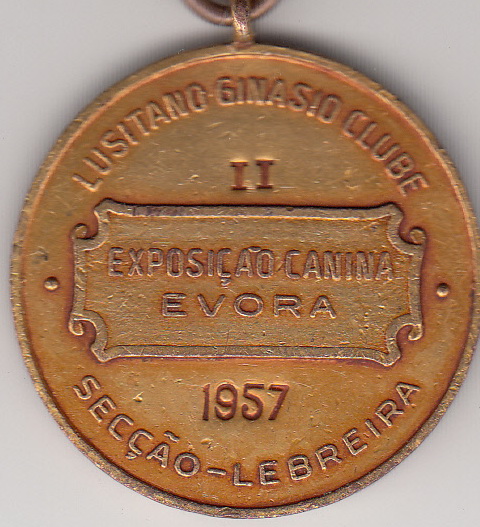 LUSITANO GINASIO CLUBE
II
EXPOSIÇÃO CANINA
EVORA
1957
SECÇÃO-LEBREIRA